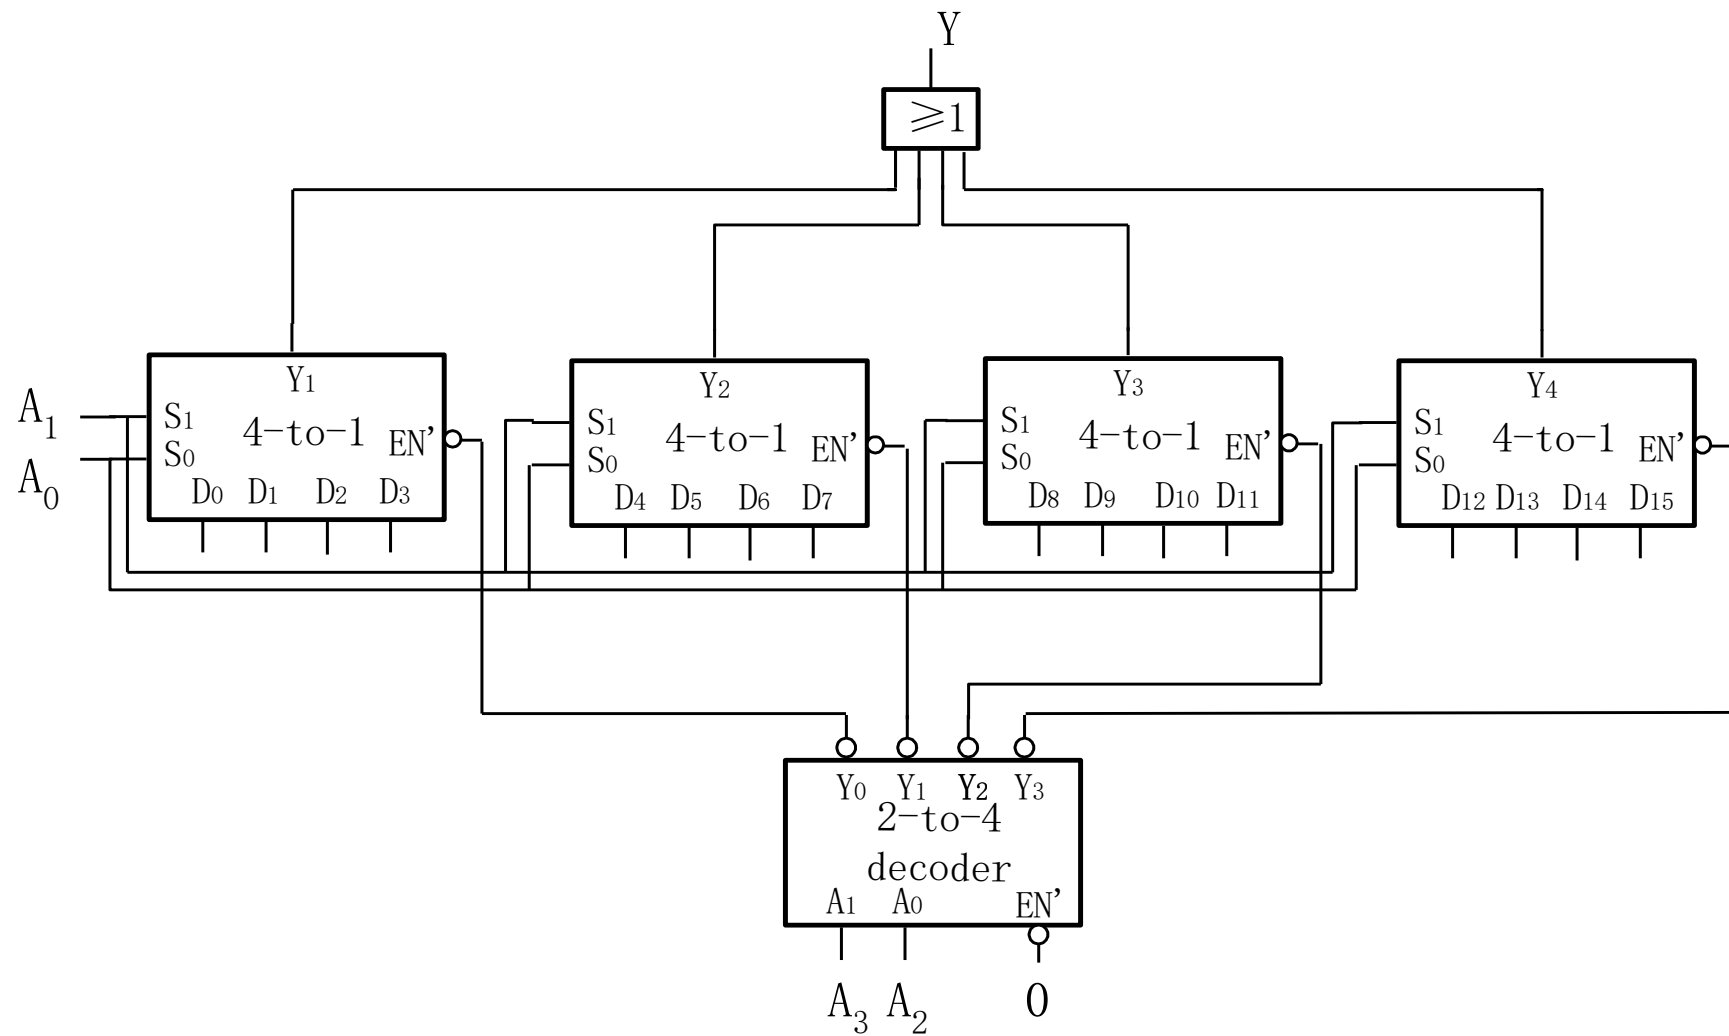 Y
≥1
Y1
S1
4-to-1
EN'
S0
D0 D1 D2 D3
Y2
S1
4-to-1
EN'
S0
D4 D5 D6 D7
Y3
S1
4-to-1
EN'
S0
D8 D9 D10 D11
Y4
S1
4-to-1
EN'
S0
D12 D13 D14 D15
A1
A0
Y0 Y1 Y2 Y3
2-to-4
decoder
A1 A0 EN'
A3 A2 0